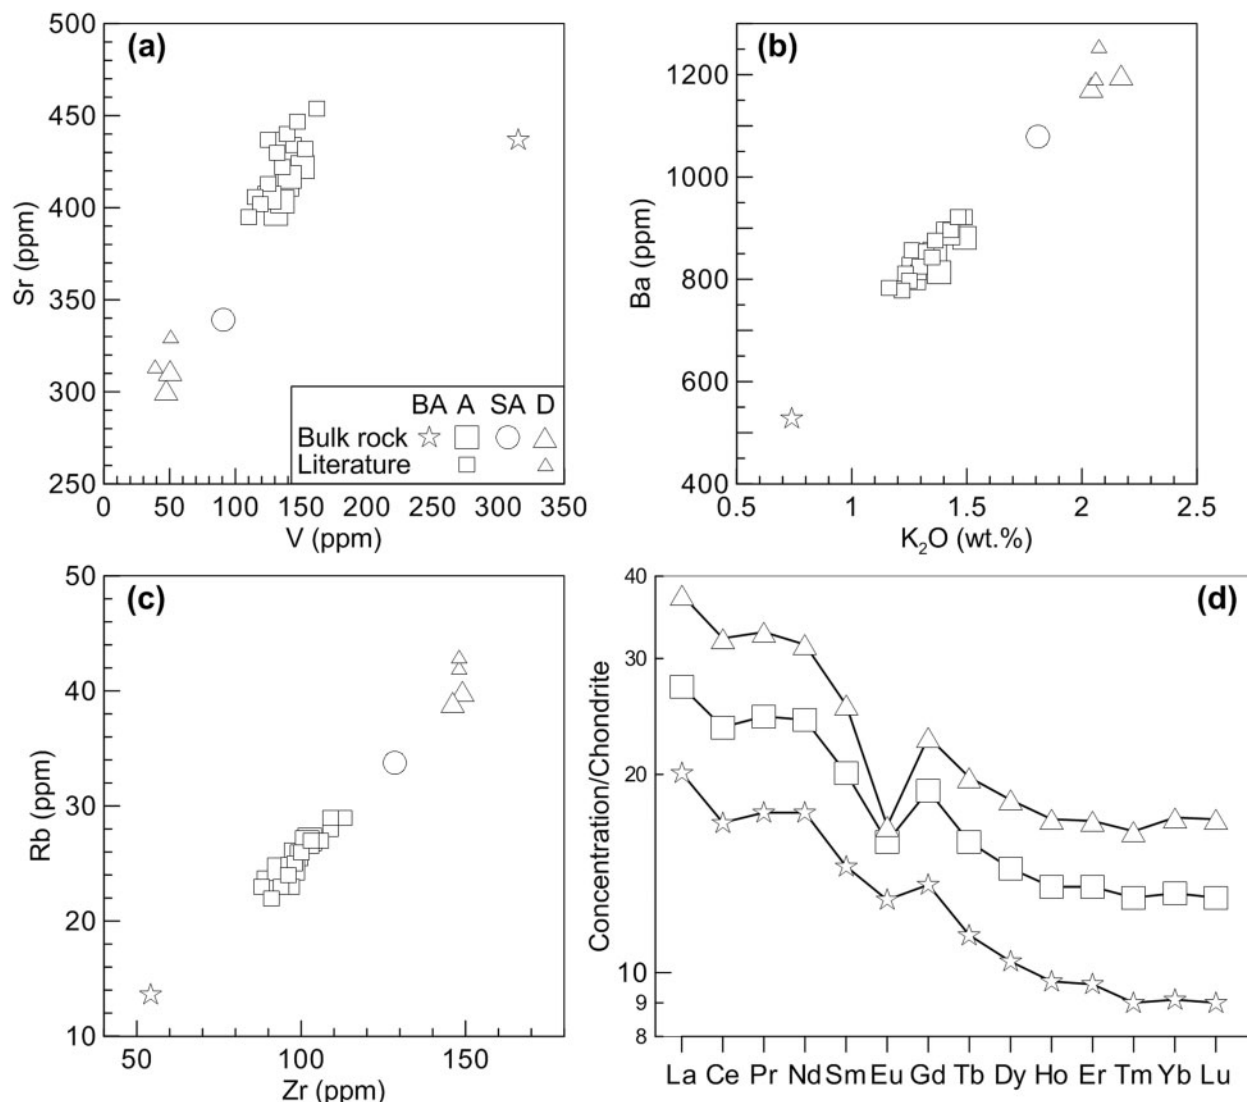 (a)
500
450
400
350
300
250
Sr (ppm)
0 50 100 150 200 250 300 350
V (ppm)
BA A SA D
Bulk rock
Literature
(b)
1200
1000
800
600
400
Ba (ppm)
0.5 1 1.5 2 2.5
K₂O (wt.%)
(c)
50
40
30
20
10
Rb (ppm)
50 100 150
Zr (ppm)
(d)
40
30
20
10
9
8
Concentration/Chondrite
La Ce Pr Nd Sm Eu Gd Tb Dy Ho Er Tm Yb Lu